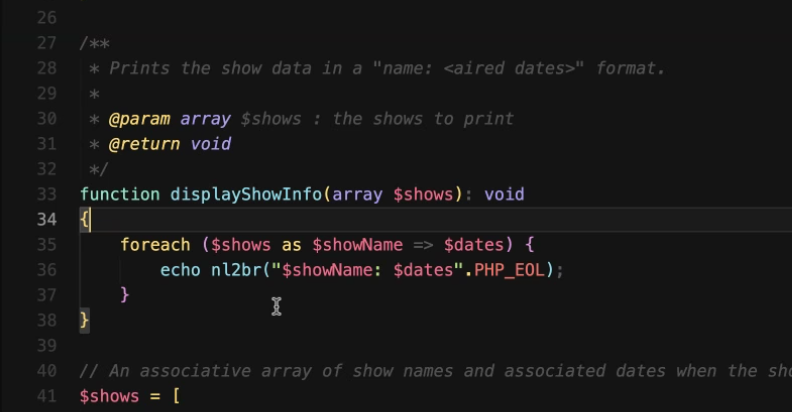 26
27 /**
28 * Prints the show data in a "name: <aired dates>" format.
29 *
30 * @param array $shows : the shows to print
31 * @return void
32 */
33 function displayShowInfo(array $shows): void
34 {
35 foreach ($shows as $showName => $dates) {
36 echo nl2br("$showName: $dates".PHP_EOL);
37 }
38 }
39
40 // An associative array of show names and associated dates when the sho
41 $shows = [